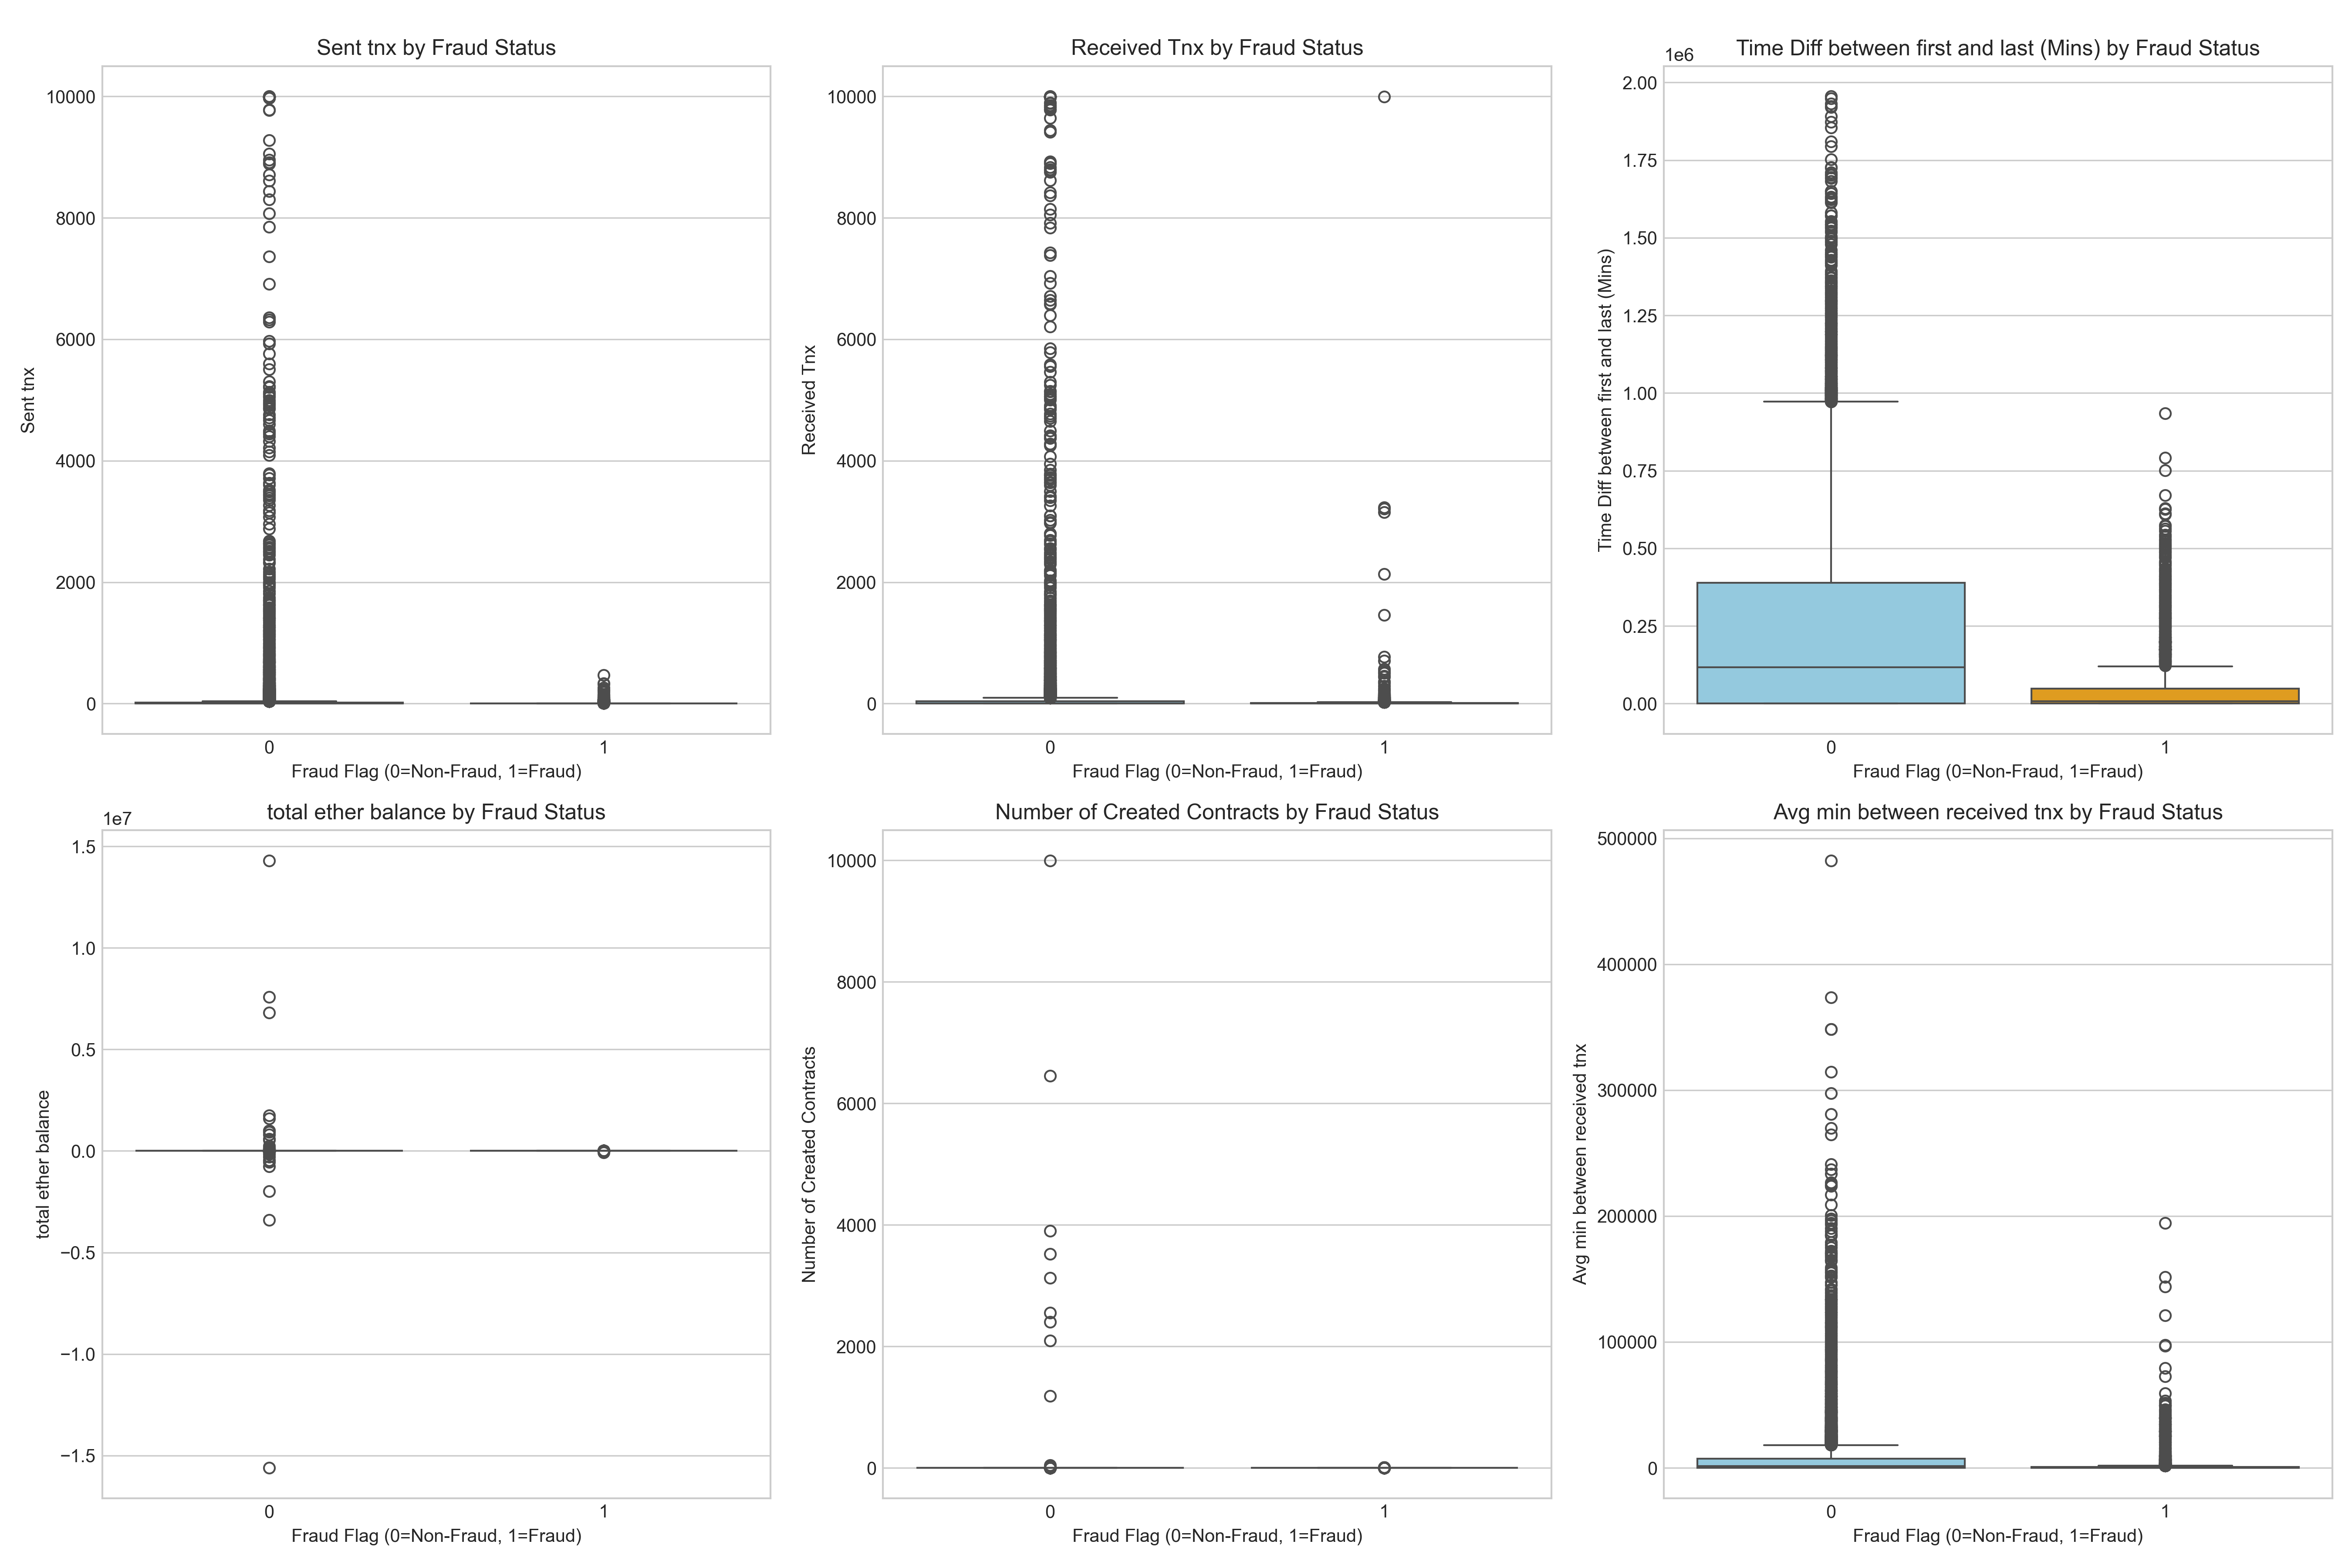 Sent tnx by Fraud Status
10000
8000
6000
4000
2000
0
Sent tnx
0 1
Fraud Flag (0=Non-Fraud, 1=Fraud)
Received Tnx by Fraud Status
10000
8000
6000
4000
2000
0
Received Tnx
0 1
Fraud Flag (0=Non-Fraud, 1=Fraud)
Time Diff between first and last (Mins) by Fraud Status
1e6
2.00
1.75
1.50
1.25
1.00
0.75
0.50
0.25
0.00
Time Diff between first and last (Mins)
0 1
Fraud Flag (0=Non-Fraud, 1=Fraud)
total ether balance by Fraud Status
1e7
1.5
1.0
0.5
0.0
−0.5
−1.0
−1.5
total ether balance
0 1
Fraud Flag (0=Non-Fraud, 1=Fraud)
Number of Created Contracts by Fraud Status
10000
8000
6000
4000
2000
0
Number of Created Contracts
0 1
Fraud Flag (0=Non-Fraud, 1=Fraud)
Avg min between received tnx by Fraud Status
500000
400000
300000
200000
100000
0
Avg min between received tnx
0 1
Fraud Flag (0=Non-Fraud, 1=Fraud)